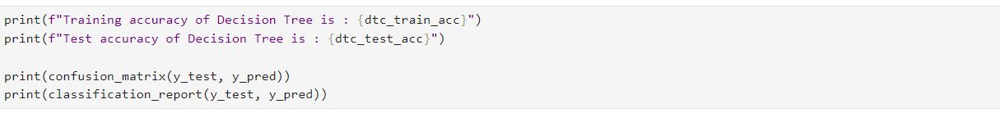 print(f"Training accuracy of Decision Tree is : {dtc_train_acc}")
print(f"Test accuracy of Decision Tree is : {dtc_test_acc}")
print(confusion_matrix(y_test, y_pred))
print(classification_report(y_test, y_pred))